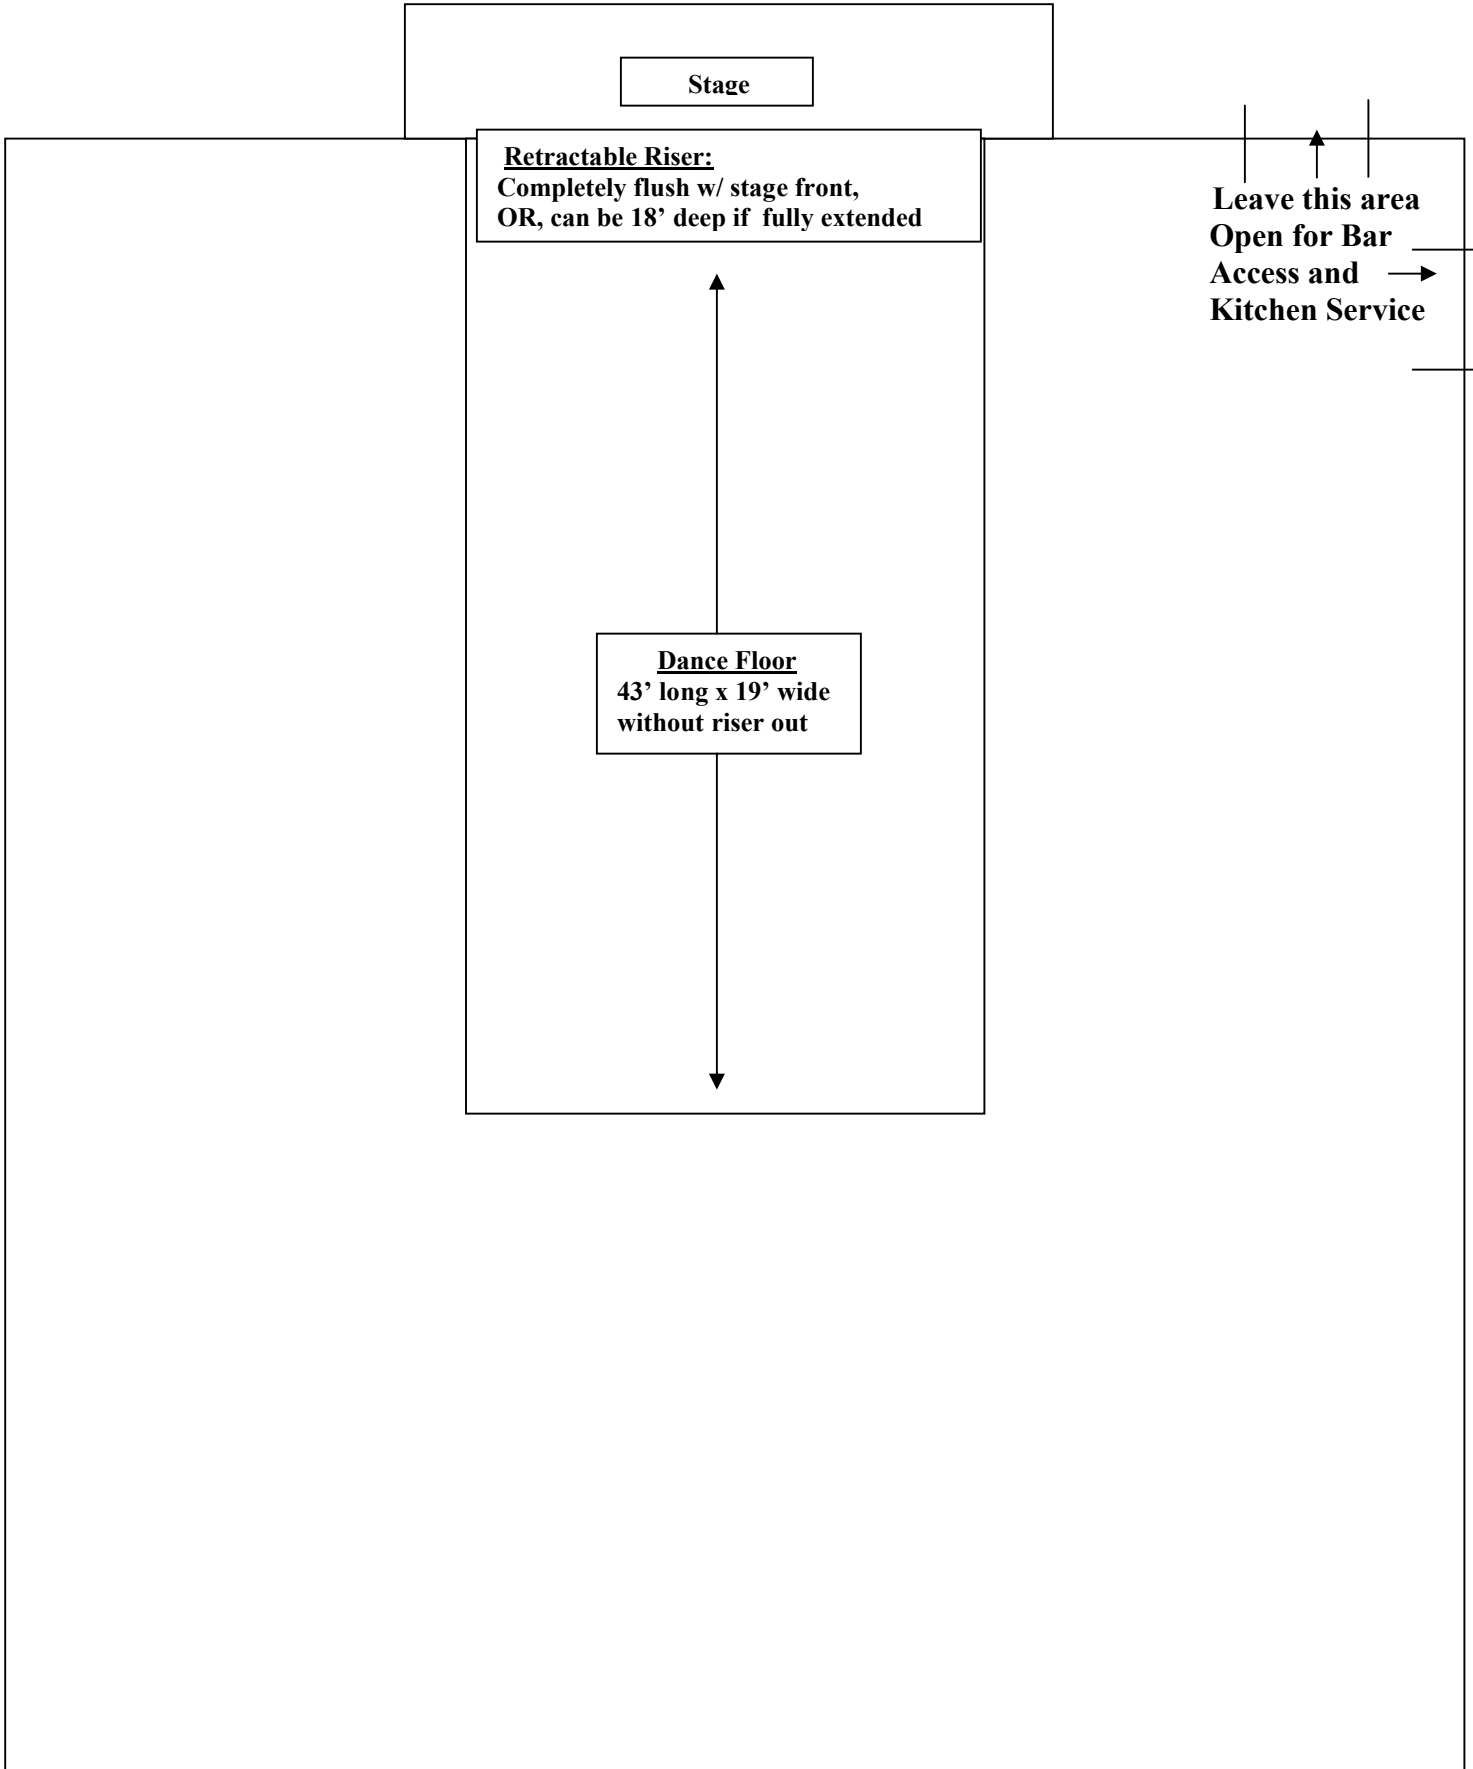 Stage
Retractable Riser:
Completely flush w/ stage front,
OR, can be 18’ deep if fully extended
Leave this area
Open for Bar
Access and
Kitchen Service
Dance Floor
43’ long x 19’ wide
without riser out